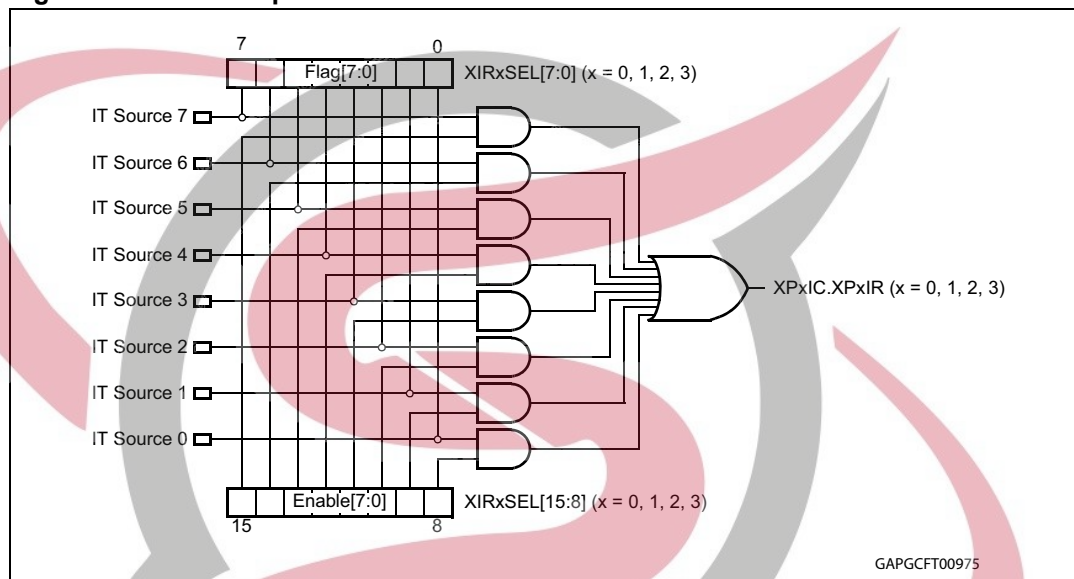 7 0
Flag[7:0] XIRxSEL[7:0] (x = 0, 1, 2, 3)
IT Source 7
IT Source 6
IT Source 5
IT Source 4
IT Source 3
XPxIC.XPxIR (x = 0, 1, 2, 3)
IT Source 2
IT Source 1
IT Source 0
Enable[7:0] XIRxSEL[15:8] (x = 0, 1, 2, 3)
15 8
GAPGCFT00975